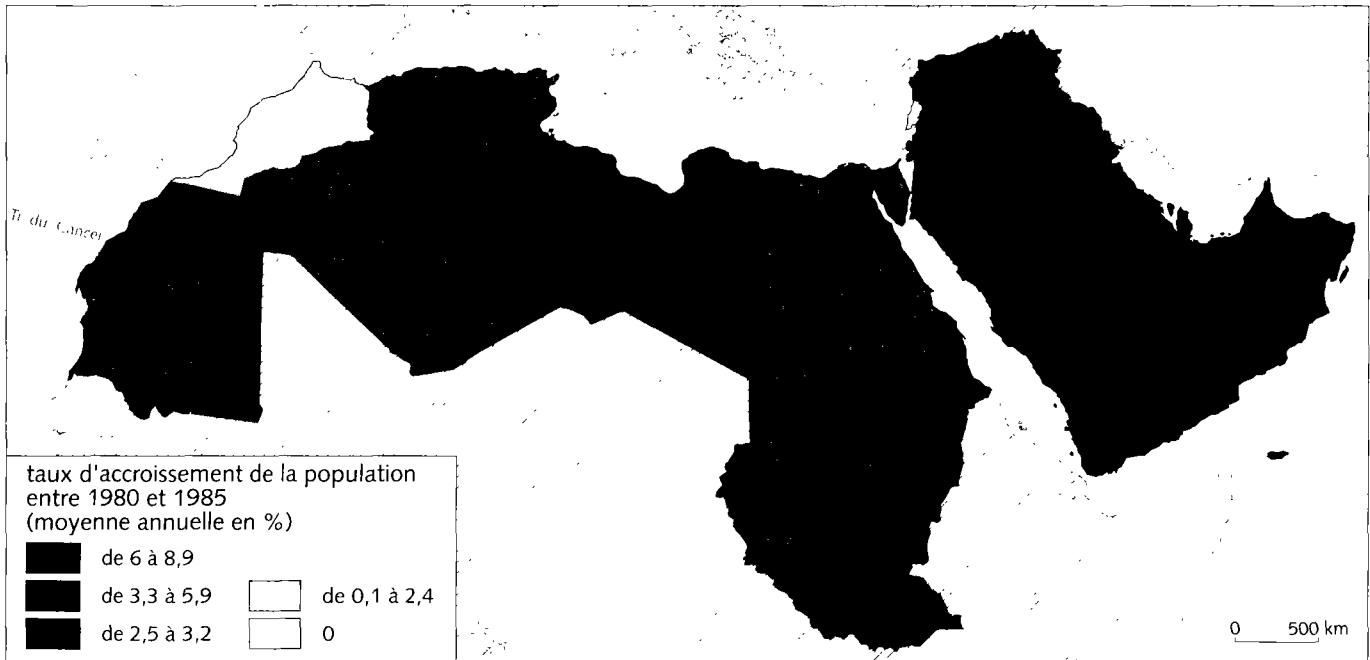 Tr. du Cancer
taux d'accroissement de la population
entre 1980 et 1985
(moyenne annuelle en %)
de 6 à 8,9
de 3,3 à 5,9
de 2,5 à 3,2
de 0,1 à 2,4
0
0 500 km